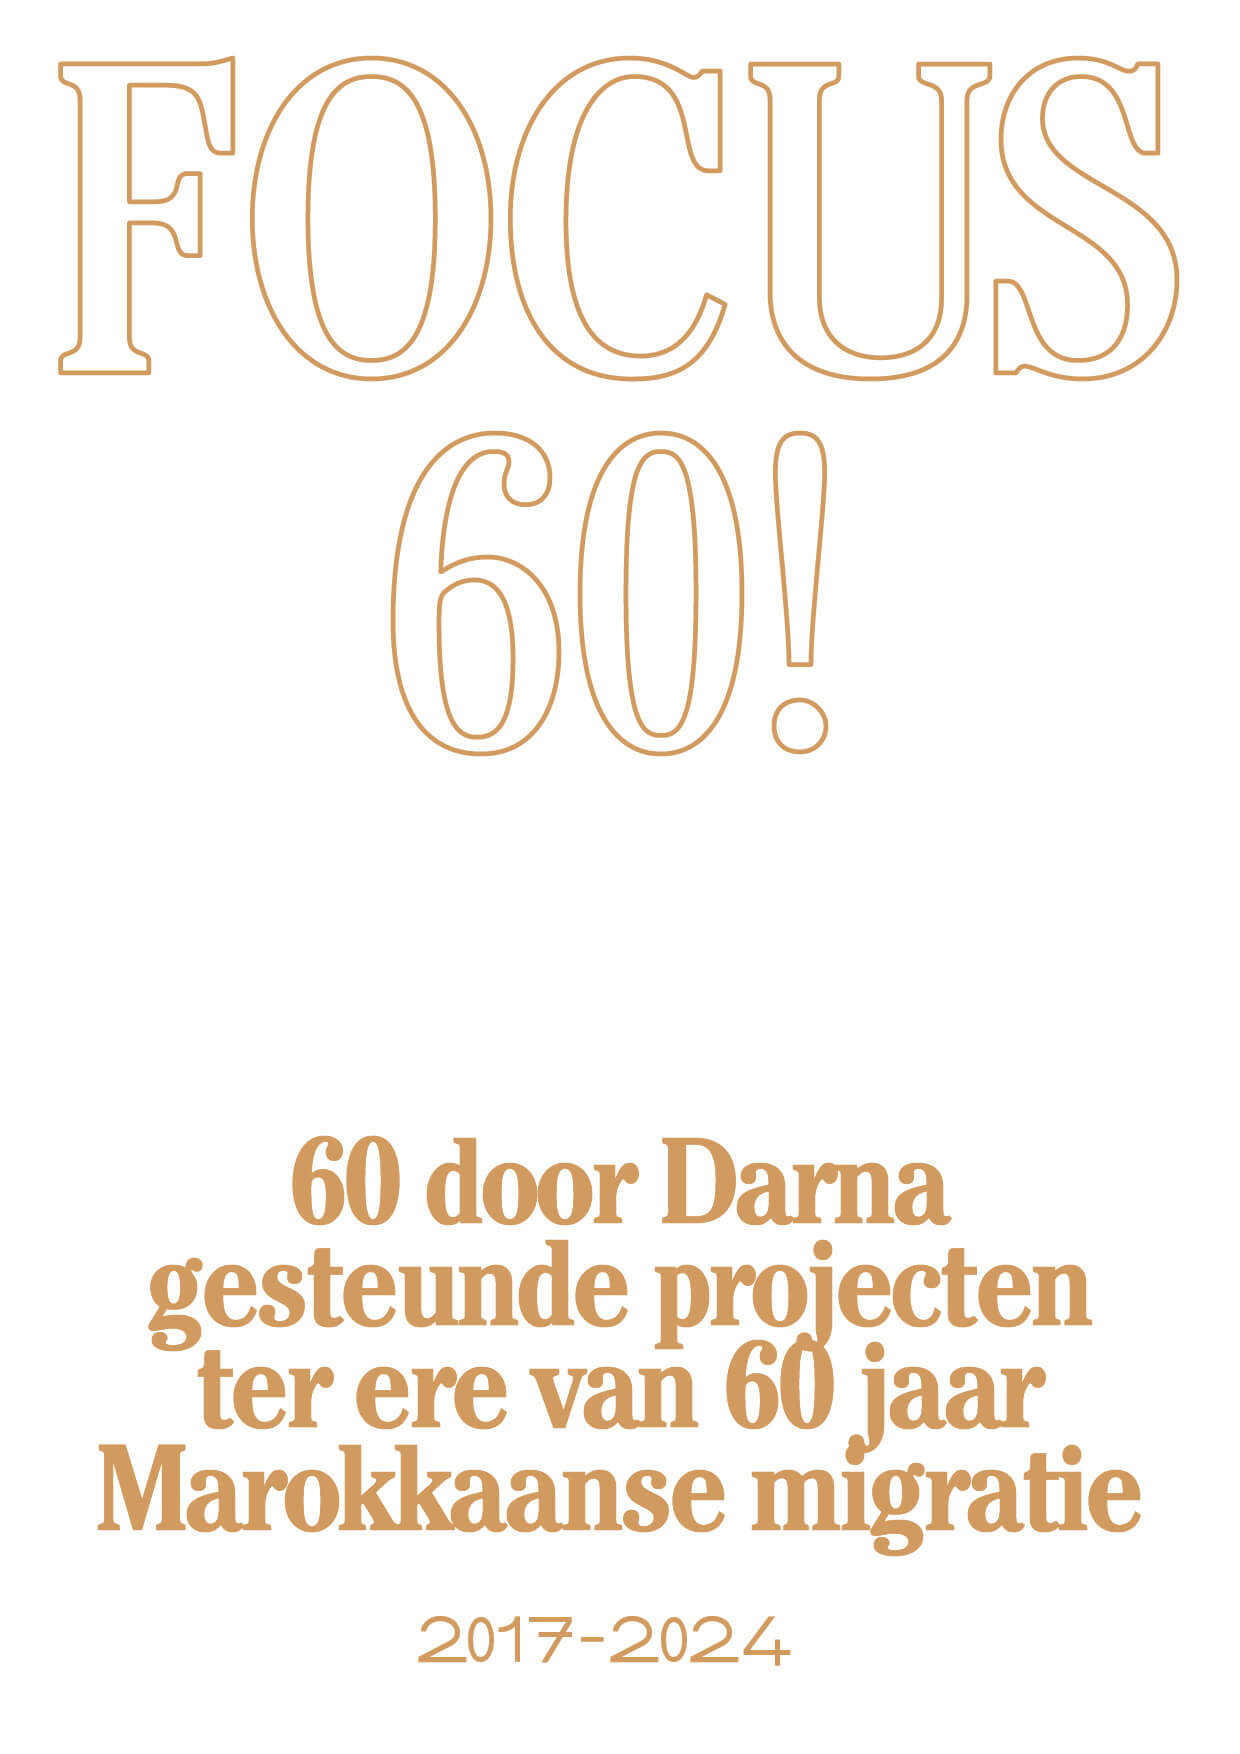 FOCUS
60!
60 door Darna
gesteunde projecten
ter ere van 60 jaar
Marokkaanse migratie
2017-2024